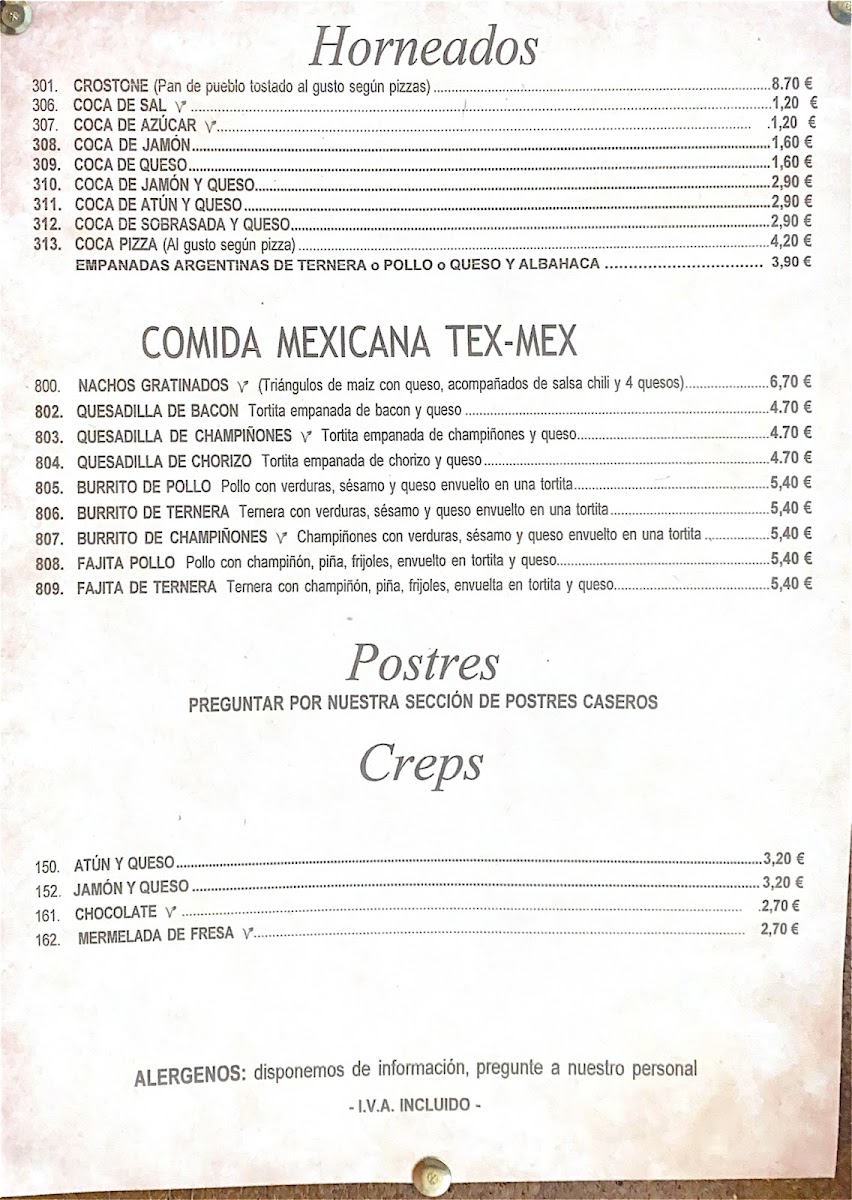 Horneados
301. CROSTONE (Pan de pueblo tostado al gusto según pizzas) 8.70 €
306. COCA DE SAL 1,20 €
307. COCA DE AZÚCAR 1,20 €
308. COCA DE JAMÓN 1,60 €
309. COCA DE QUESO 1,60 €
310. COCA DE JAMÓN Y QUESO 2,90 €
311. COCA DE ATÚN Y QUESO 2,90 €
312. COCA DE SOBRASADA Y QUESO 2,90 €
313. COCA PIZZA (Al gusto según pizza) 4,20 €
EMPANADAS ARGENTINAS DE TERNERA o POLLO o QUESO Y ALBAHACA 3,90 €
COMIDA MEXICANA TEX-MEX
800. NACHOS GRATINADOS (Triángulos de maiz con queso, acompañados de salsa chili y 4 quesos) 6,70 €
802. QUESADILLA DE BACON Tortita empanada de bacon y queso 4.70 €
803. QUESADILLA DE CHAMPIÑONES Tortita empanada de champiñones y queso 4.70 €
804. QUESADILLA DE CHORIZO Tortita empanada de chorizo y queso 4.70 €
805. BURRITO DE POLLO Pollo con verduras, sésamo y queso envuelto en una tortita 5,40 €
806. BURRITO DE TERNERA Ternera con verduras, sésamo y queso envuelto en una tortita 5,40 €
807. BURRITO DE CHAMPIÑONES Champiñones con verduras, sésamo y queso envuelto en una tortita 5,40 €
808. FAJITA POLLO Pollo con champiñón, piña, frijoles, envuelto en tortita y queso 5,40 €
809. FAJITA DE TERNERA Ternera con champiñón, piña, frijoles, envuelta en tortita y queso 5,40 €
Postres
PREGUNTAR POR NUESTRA SECCIÓN DE POSTRES CASEROS
Creps
150. ATÚN Y QUESO 3,20 €
152. JAMÓN Y QUESO 3,20 €
161. CHOCOLATE 2,70 €
162. MERMELADA DE FRESA 2,70 €
ALERGENOS: disponemos de información, pregunte a nuestro personal
- I.V.A. INCLUIDO -